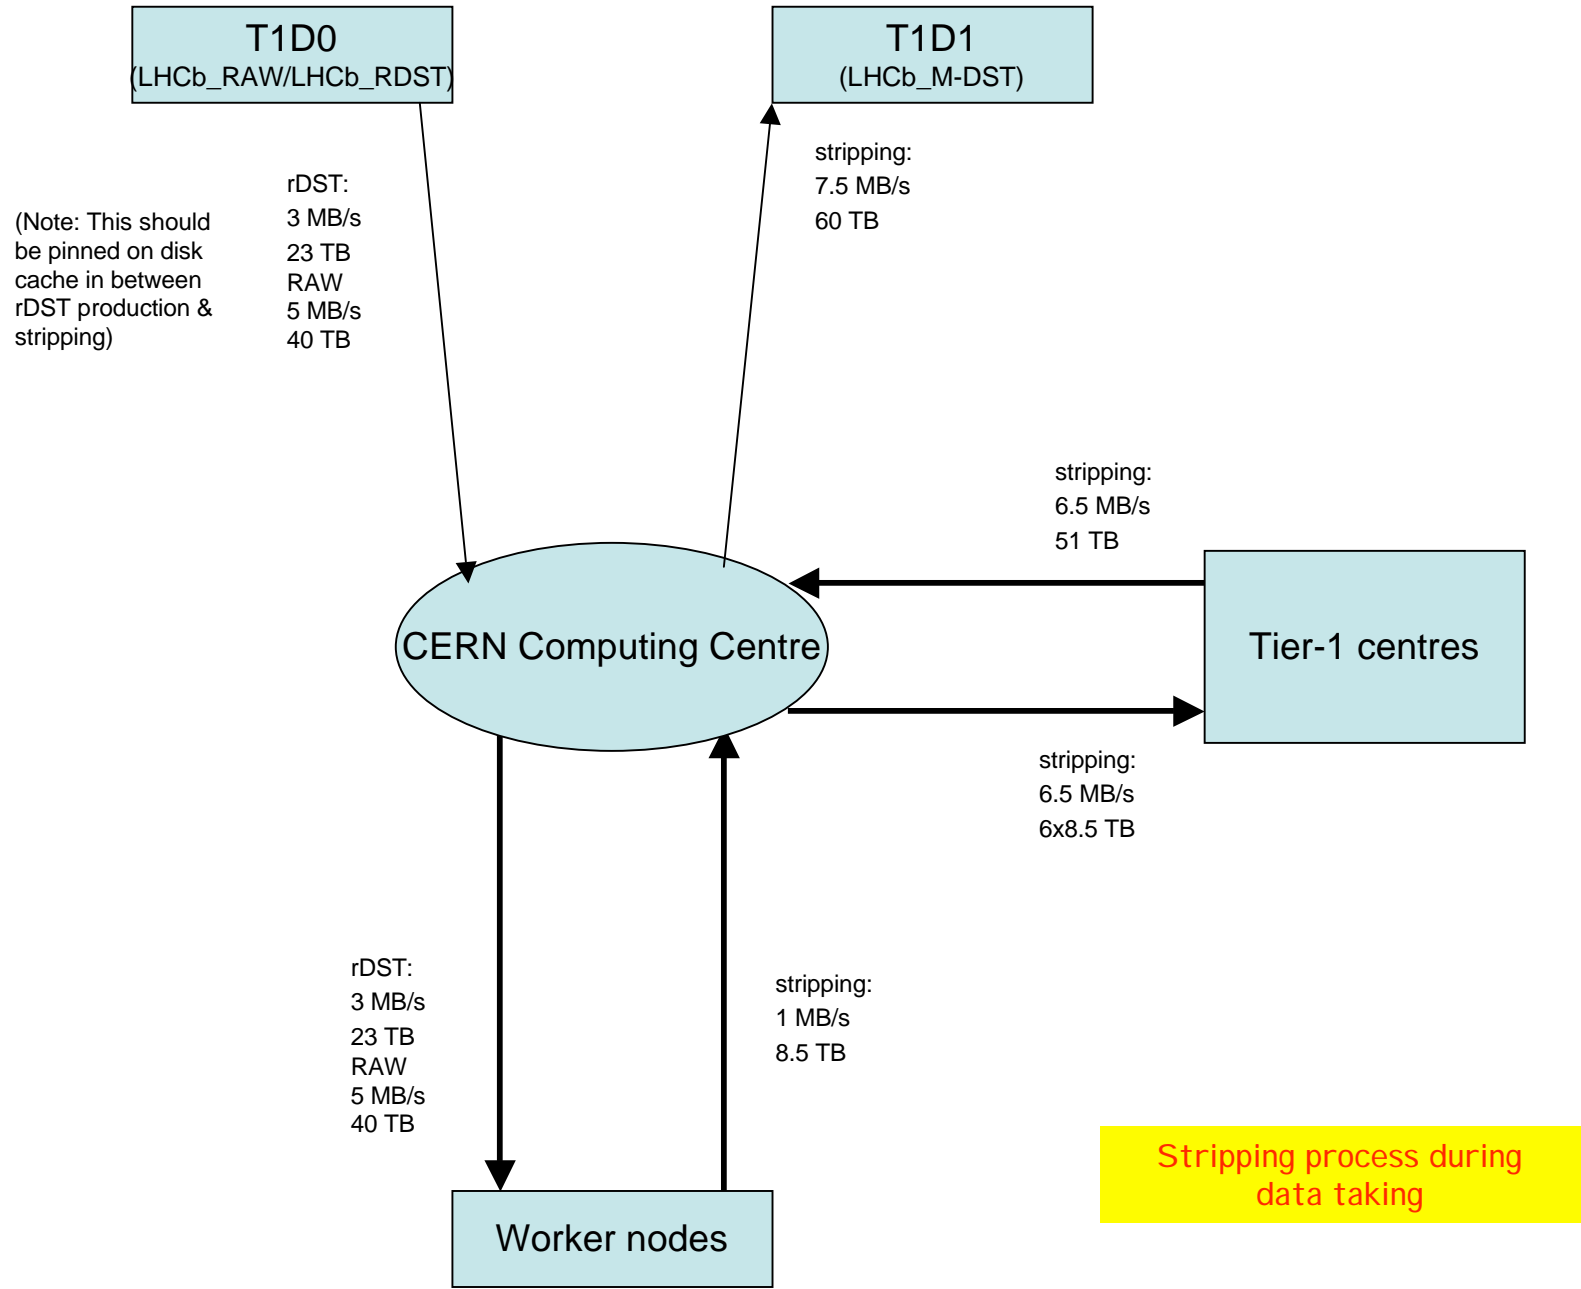 T1D0
(LHCb_RAW/LHCb_RDST)
T1D1
(LHCb_M-DST)
(Note: This should
be pinned on disk
cache in between
rDST production &
stripping)
rDST:
3 MB/s
23 TB
RAW
5 MB/s
40 TB
stripping:
7.5 MB/s
60 TB
stripping:
6.5 MB/s
51 TB
CERN Computing Centre
Tier-1 centres
stripping:
6.5 MB/s
6x8.5 TB
rDST:
3 MB/s
23 TB
RAW
5 MB/s
40 TB
stripping:
1 MB/s
8.5 TB
Stripping process during
data taking
Worker nodes